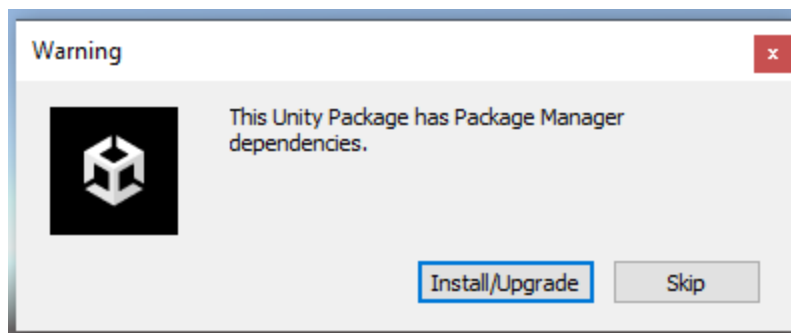 Warning
x
This Unity Package has Package Manager
dependencies.
Install/Upgrade
Skip